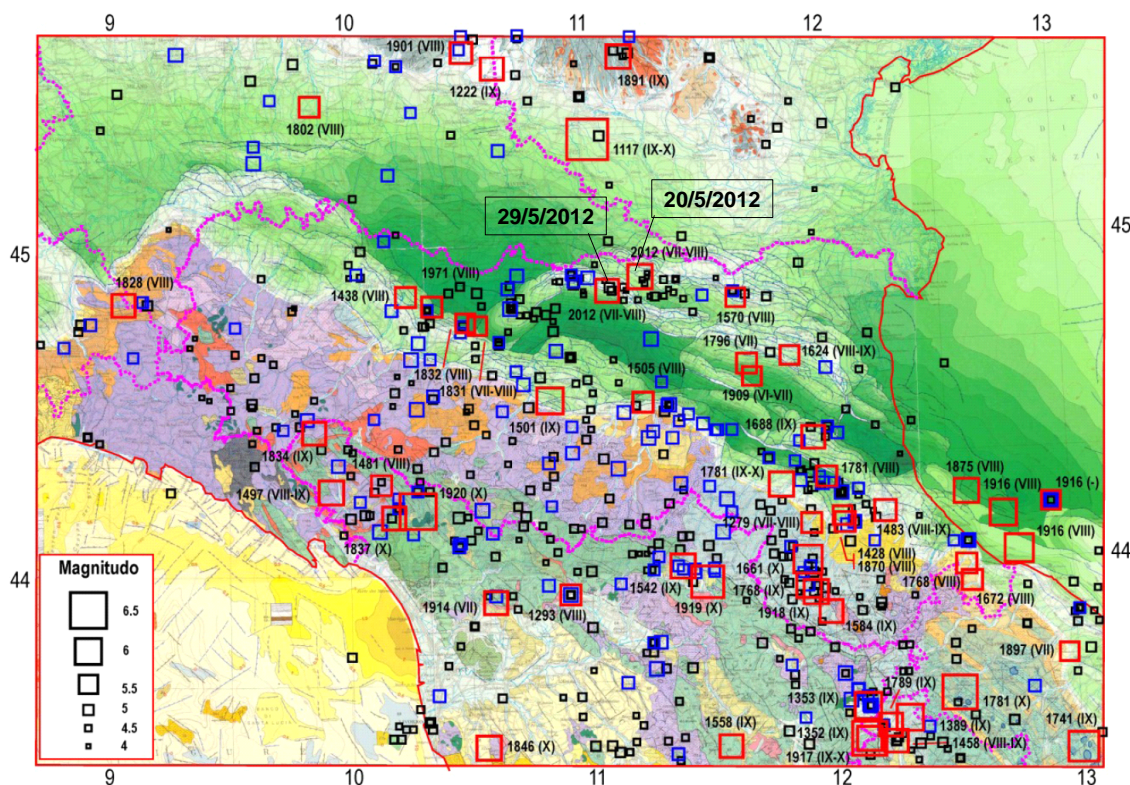 9 10 11 12 13
1901 (VIII)
1222 (IX)
1891 (IX)
1802 (VIII)
1117 (IX-X)
20/5/2012
29/5/2012
45
45
2012 (VII-VIII)
1971 (VIII)
1828 (VIII)
1438 (VIII)
2012 (VII-VIII)
1570 (VIII)
1796 (VII)
1624 (VIII-IX)
1832 (VIII)
1505 (VIII)
1831 (VII-VIII)
1909 (VI-VII)
1501 (IX)
1688 (IX)
1834 (IX)
1481 (VIII)
1781 (IX-X)
1781 (VIII)
1875 (VIII)
1916 (VIII)
1916 (-)
1497 (VIII-IX)
1920 (X)
1279 (VII-VIII)
1483 (VIII-IX)
1916 (VIII)
1837 (X)
1428 (VIII)
1870 (VIII)
44
44
1661 (X)
1768 (VIII)
1542 (IX)
1768 (IX)
1919 (X)
1672 (VIII)
1914 (VII)
1293 (VIII)
1918 (IX)
1584 (IX)
1897 (VII)
1789 (IX)
1353 (IX)
1781 (X)
1558 (IX)
1352 (IX)
1389 (IX)
1741 (IX)
1846 (X)
1458 (VIII-IX)
1917 (IX-X)
Magnitudo
6.5
6
5.5
5
4.5
4
9 10 11 12 13